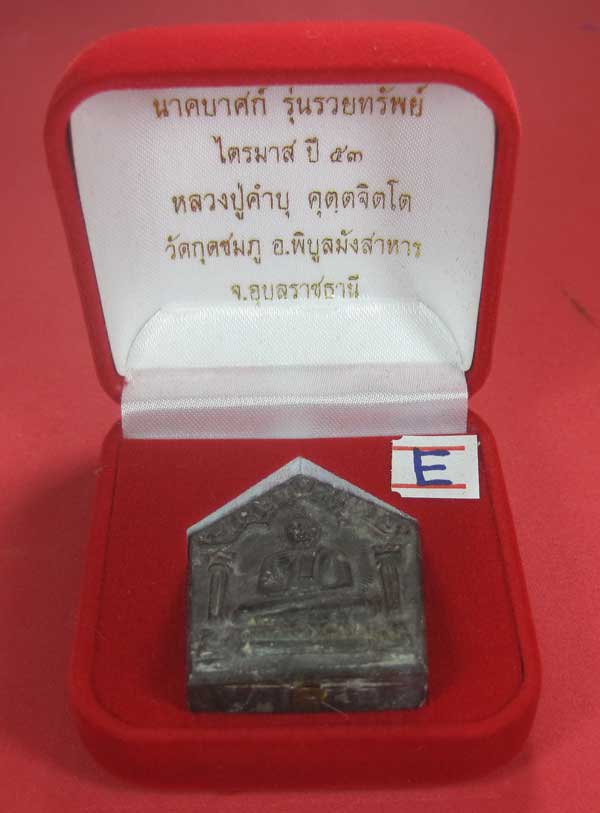 นาคบาศก์ รุ่นรวยทรัพย์
ไตรมาส ปี ๕๓
หลวงปู่คำบุ คุตฺตจิตฺโต
วัดกุดชมภู อ.พิบูลมังสาหาร
จ.อุบลราชธานี
E